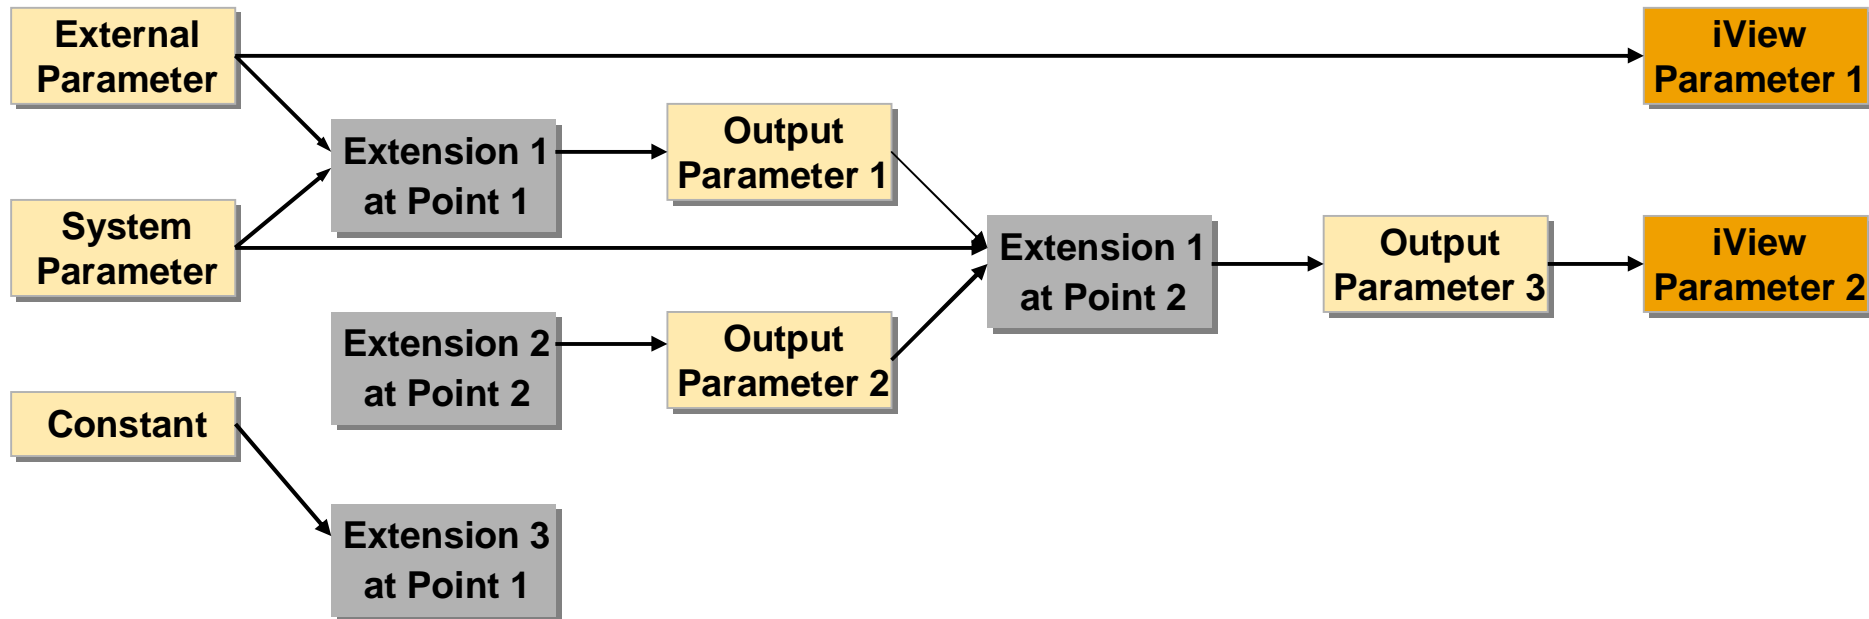 External
Parameter
iView
Parameter 1
Extension 1
at Point 1
Output
Parameter 1
System
Parameter
Extension 1
at Point 2
Output
Parameter 3
iView
Parameter 2
Extension 2
at Point 2
Output
Parameter 2
Constant
Extension 3
at Point 1